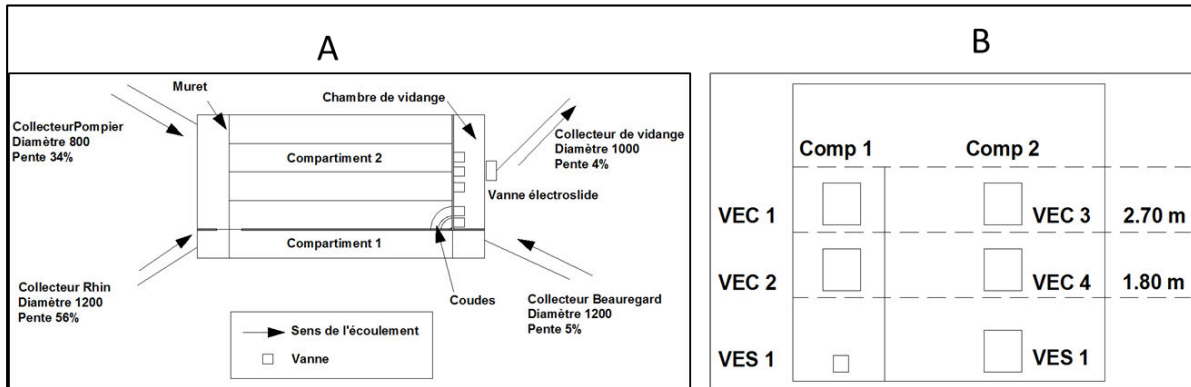 A
B
Muret
Chambre de vidange
CollecteurPompier
Diamètre 800
Pente 34%
Collecteur de vidange
Diamètre 1000
Pente 4%
Compartiment 2
Vanne électroslide
Compartiment 1
Collecteur Rhin
Diamètre 1200
Pente 56%
Coudes
Collecteur Beauregard
Diamètre 1200
Pente 5%
Sens de l'écoulement
Vanne
Comp 1
Comp 2
VEC 1
VEC 3
2.70 m
VEC 2
VEC 4
1.80 m
VES 1
VES 1